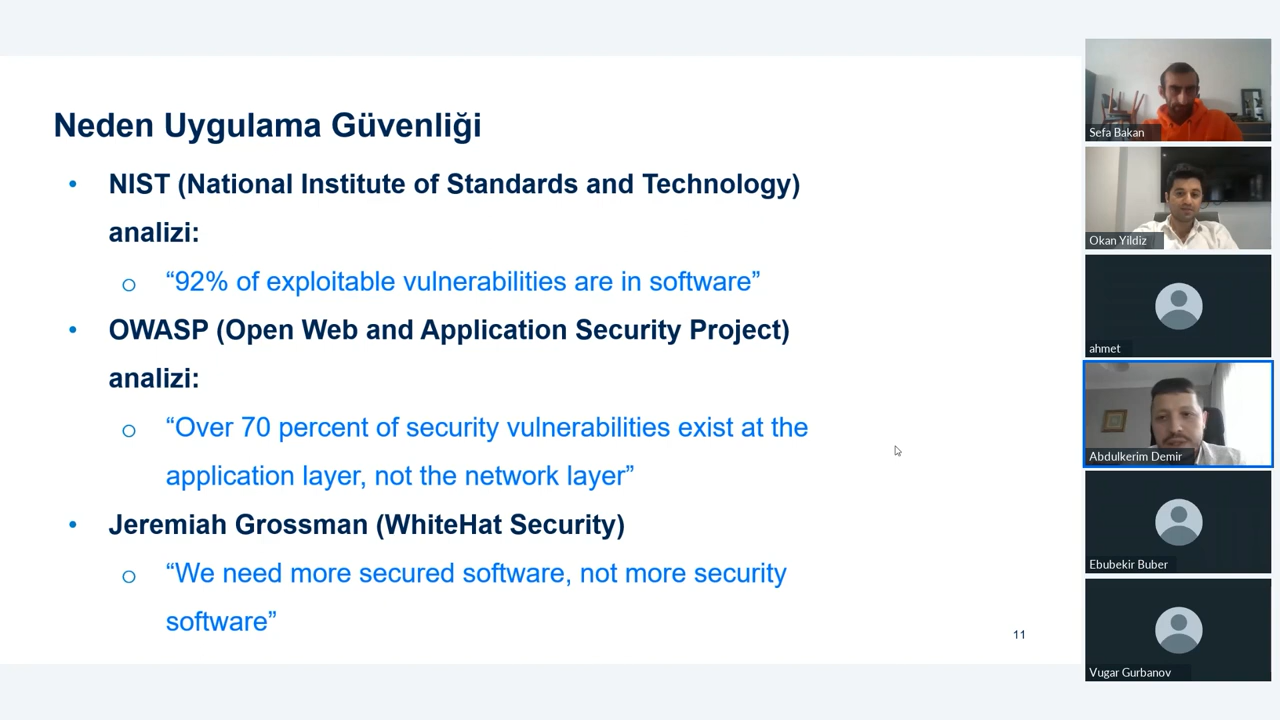 Neden Uygulama Güvenliği
• NIST (National Institute of Standards and Technology)
analizi:
o “92% of exploitable vulnerabilities are in software”
• OWASP (Open Web and Application Security Project)
analizi:
o “Over 70 percent of security vulnerabilities exist at the
application layer, not the network layer”
• Jeremiah Grossman (WhiteHat Security)
o “We need more secured software, not more security
software”
11
Sefa Bakan
Okan Yildiz
ahmet
Abdulkerim Demir
Ebubekir Buber
Vugar Gurbanov